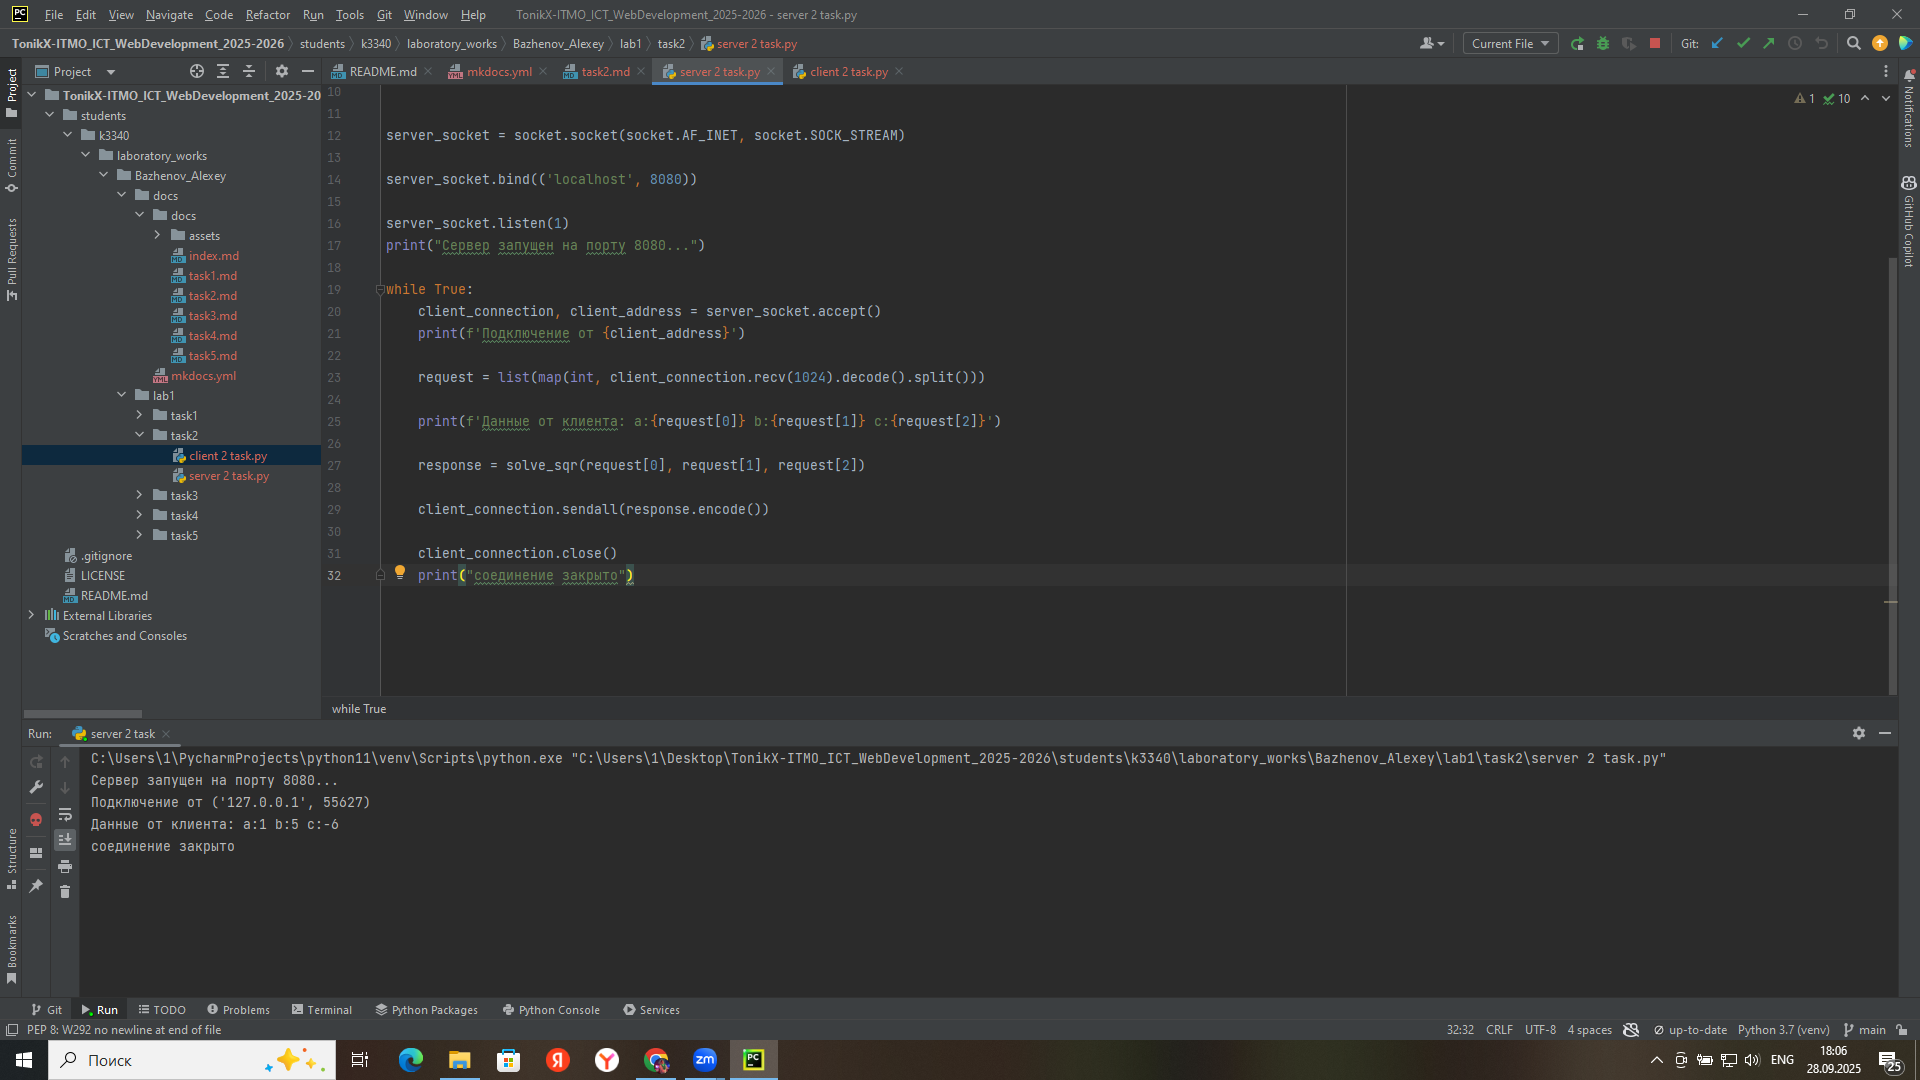 File Edit View Navigate Code Refactor Run Tools Git Window Help TonikX-ITMO_ICT_WebDevelopment_2025-2026 - server 2 task.py
TonikX-ITMO_ICT_WebDevelopment_2025-2026 students k3340 laboratory_works Bazhenov_Alexey lab1 task2 server 2 task.py Current File Git:
Project README.md mkdocs.yml task2.md server 2 task.py client 2 task.py
TonikX-ITMO_ICT_WebDevelopment_2025-20
students
k3340
laboratory_works
Bazhenov_Alexey
docs
docs
assets
index.md
task1.md
task2.md
task3.md
task4.md
task5.md
mkdocs.yml
lab1
task1
task2
client 2 task.py
server 2 task.py
task3
task4
task5
.gitignore
LICENSE
README.md
External Libraries
Scratches and Consoles
Project
Commit
Pull Requests
Structure
Bookmarks
Notifications
GitHub Copilot
1 10
10
11
12 server_socket = socket.socket(socket.AF_INET, socket.SOCK_STREAM)
13
14 server_socket.bind(('localhost', 8080))
15
16 server_socket.listen(1)
17 print("Сервер запущен на порту 8080...")
18
19 while True:
20 client_connection, client_address = server_socket.accept()
21 print(f'Подключение от {client_address}')
22
23 request = list(map(int, client_connection.recv(1024).decode().split()))
24
25 print(f'Данные от клиента: a:{request[0]} b:{request[1]} c:{request[2]}')
26
27 response = solve_sqr(request[0], request[1], request[2])
28
29 client_connection.sendall(response.encode())
30
31 client_connection.close()
32 print("соединение закрыто")
while True
Run: server 2 task
C:\Users\1\PycharmProjects\python11\venv\Scripts\python.exe "C:\Users\1\Desktop\TonikX-ITMO_ICT_WebDevelopment_2025-2026\students\k3340\laboratory_works\Bazhenov_Alexey\lab1\task2\server 2 task.py"
Сервер запущен на порту 8080...
Подключение от ('127.0.0.1', 55627)
Данные от клиента: a:1 b:5 c:-6
соединение закрыто
Git Run TODO Problems Terminal Python Packages Python Console Services
PEP 8: W292 no newline at end of file 32:32 CRLF UTF-8 4 spaces up-to-date Python 3.7 (venv) main
Поиск
ENG
18:06
28.09.2025
25